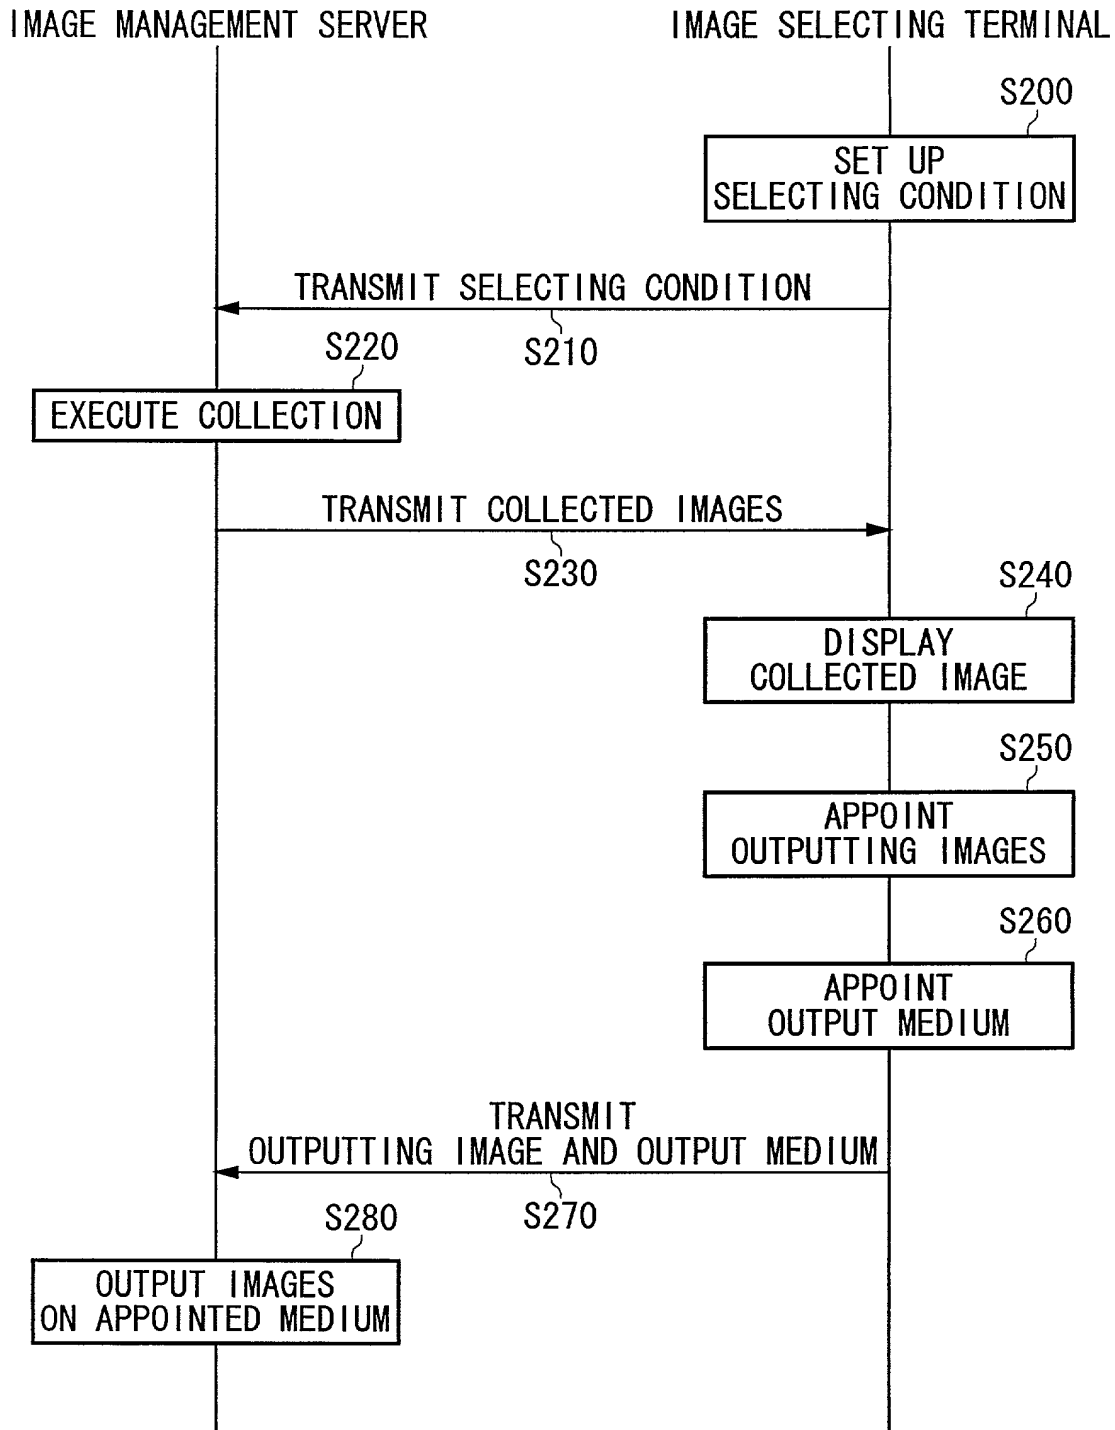 IMAGE MANAGEMENT SERVER
IMAGE SELECTING TERMINAL
S200
SET UP
SELECTING CONDITION
TRANSMIT SELECTING CONDITION
S210
S220
EXECUTE COLLECTION
TRANSMIT COLLECTED IMAGES
S230
S240
DISPLAY
COLLECTED IMAGE
S250
APPOINT
OUTPUTTING IMAGES
S260
APPOINT
OUTPUT MEDIUM
TRANSMIT
OUTPUTTING IMAGE AND OUTPUT MEDIUM
S270
S280
OUTPUT IMAGES
ON APPOINTED MEDIUM